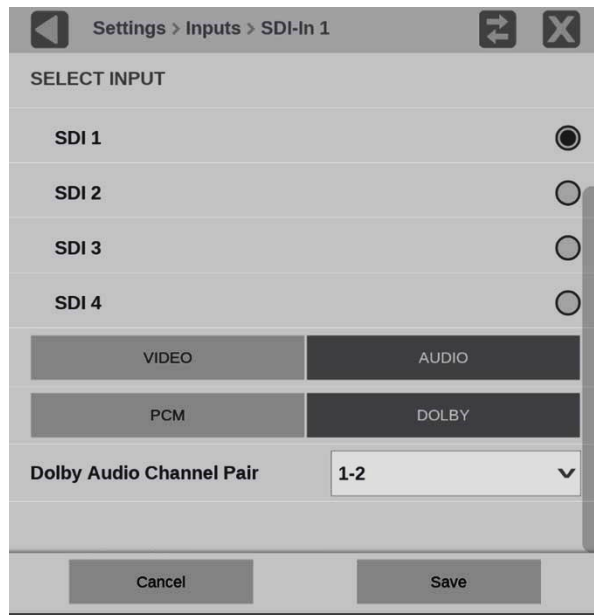 Settings > Inputs > SDI-In 1
SELECT INPUT
SDI 1
SDI 2
SDI 3
SDI 4
VIDEO AUDIO
PCM DOLBY
Dolby Audio Channel Pair 1-2
Cancel Save